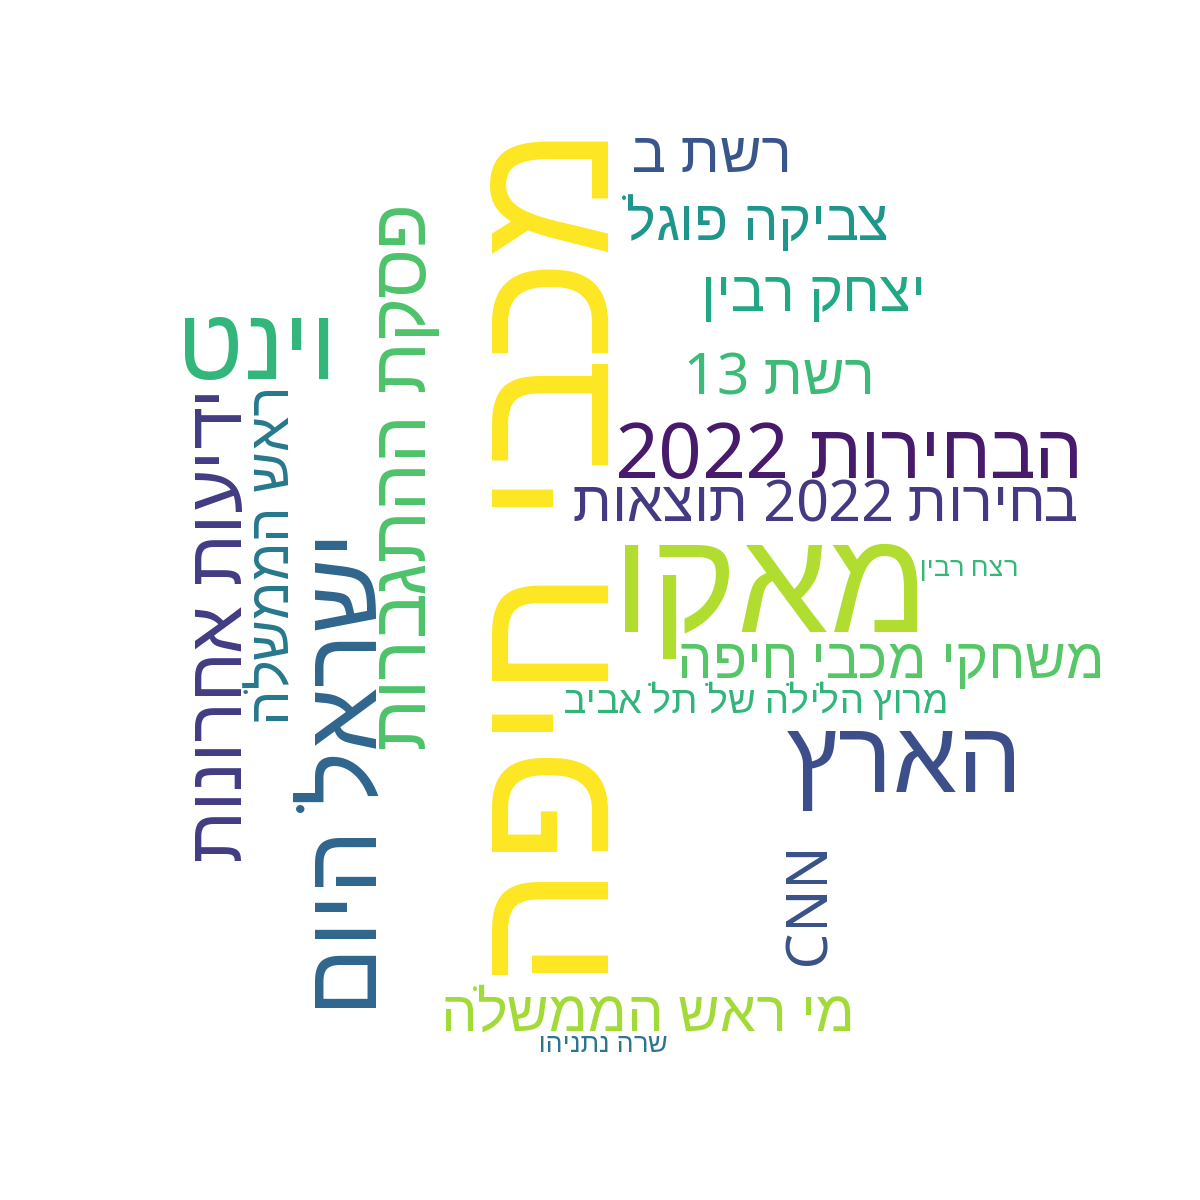 רשת ב
צביקה פוגל
יצחק רבין
רשת 13
הבחירות 2022
בחירות 2022 תוצאות
מאקו
רצח רבין
משחקי מכבי חיפה
מרוץ הלילה של תל אביב
הארץ
CNN
מכבי חיפה
פסקת ההתגברות
וינט
ראש הממשלה
ידיעות אחרונות
ישראל היום
מי ראש הממשלה
שרה נתניהו